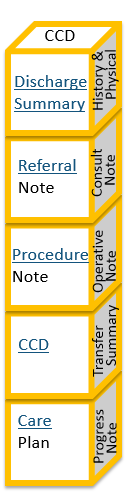 CCD
Discharge
Summary
History &
Physical
Referral
Note
Consult
Note
Procedure
Note
Operative
Note
CCD
Transfer
Summary
Care
Plan
Progress
Note